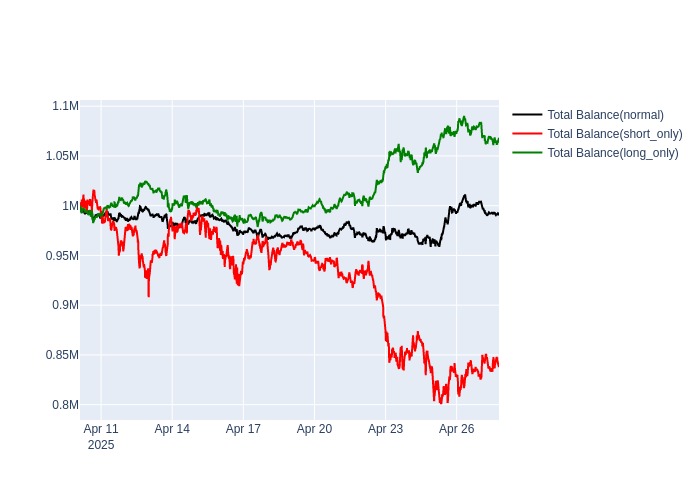 1.1M
1.05M
1M
0.95M
0.9M
0.85M
0.8M
Apr 11
2025
Apr 14
Apr 17
Apr 20
Apr 23
Apr 26
Total Balance(normal)
Total Balance(short_only)
Total Balance(long_only)